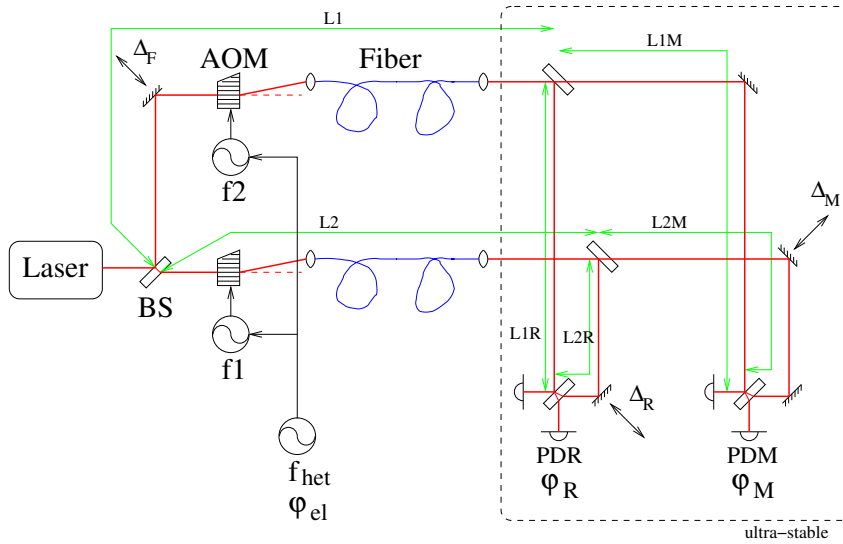 L1
L1M
Δ_F
AOM
Fiber
f2
Δ_M
L2
L2M
Laser
BS
L1R
L2R
f1
Δ_R
PDR
PDM
f_het
φ_R
φ_M
φ_el
ultra-stable